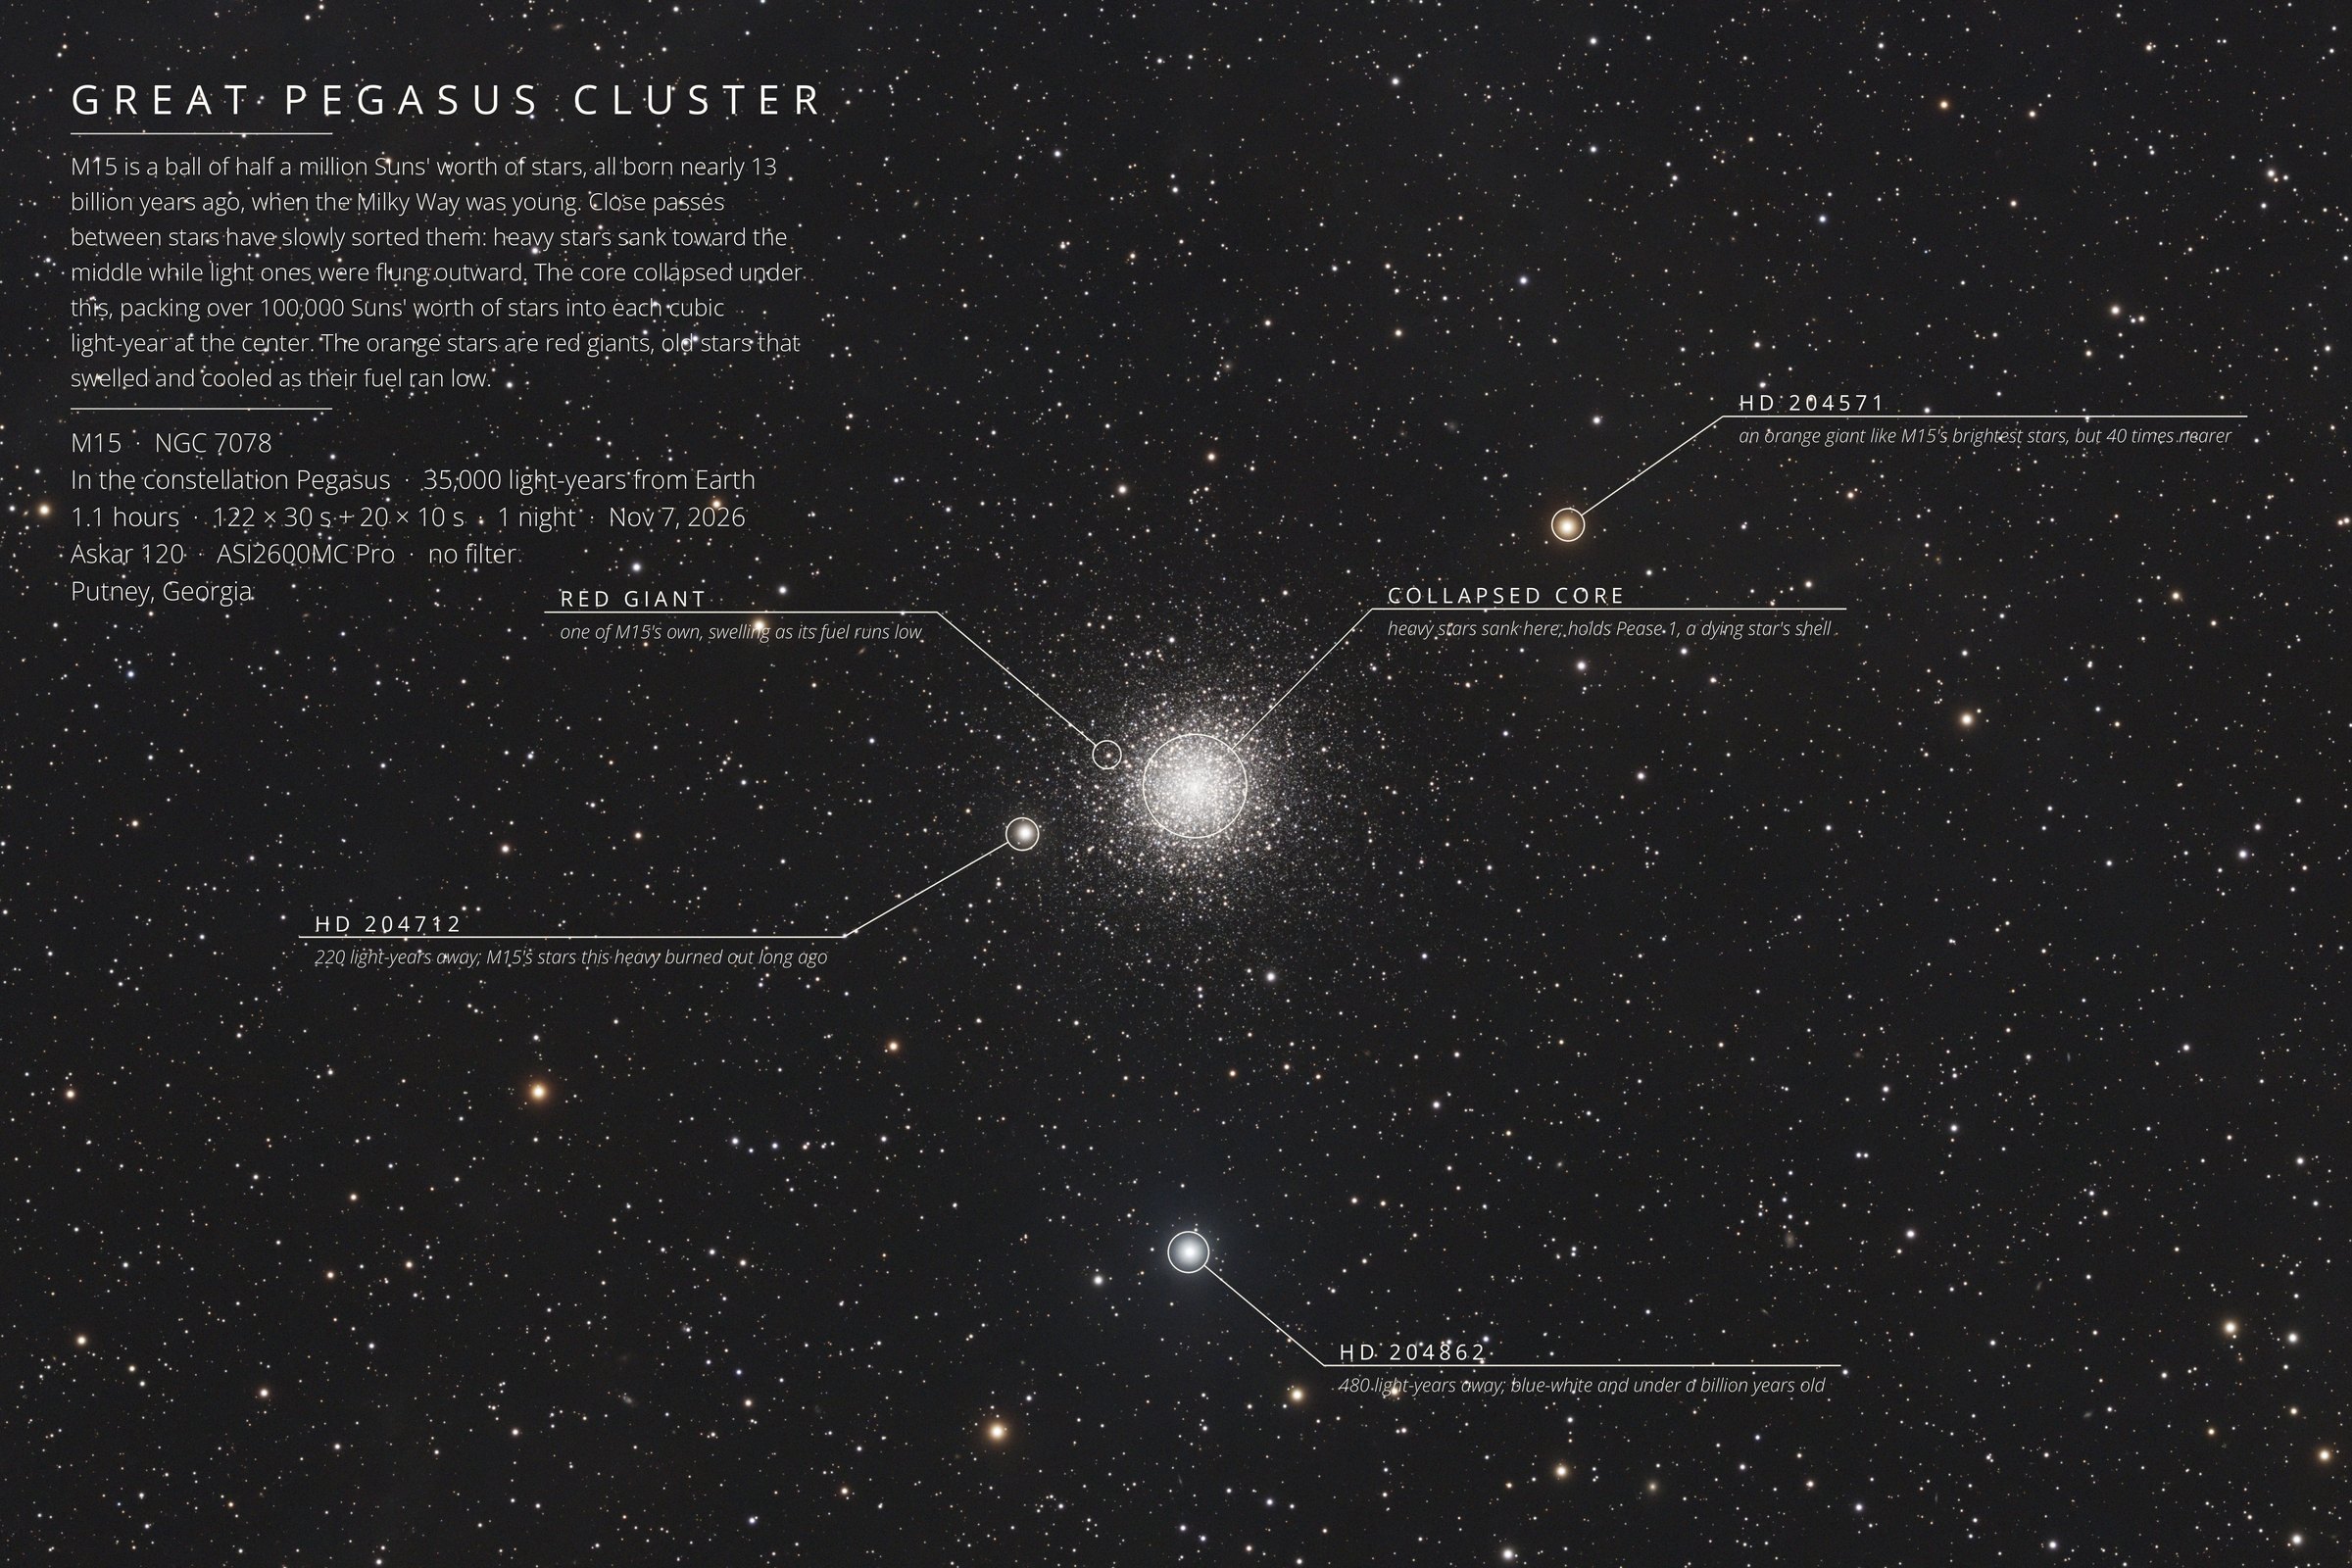 GREAT PEGASUS CLUSTER
M15 is a ball of half a million Suns' worth of stars, all born nearly 13
billion years ago, when the Milky Way was young. Close passes
between stars have slowly sorted them: heavy stars sank toward the
middle while light ones were flung outward. The core collapsed under
this, packing over 100,000 Suns' worth of stars into each cubic
light-year at the center. The orange stars are red giants, old stars that
swelled and cooled as their fuel ran low.
M15 · NGC 7078
In the constellation Pegasus · 35,000 light-years from Earth
1.1 hours · 122 × 30 s + 20 × 10 s · 1 night · Nov 7, 2026
Askar 120 · ASI2600MC Pro · no filter
Putney, Georgia
HD 204571
an orange giant like M15's brightest stars, but 40 times nearer
RED GIANT
one of M15's own, swelling as its fuel runs low
COLLAPSED CORE
heavy stars sank here; holds Pease 1, a dying star's shell
HD 204712
220 light-years away; M15's stars this heavy burned out long ago
HD 204862
480 light-years away; blue-white and under a billion years old